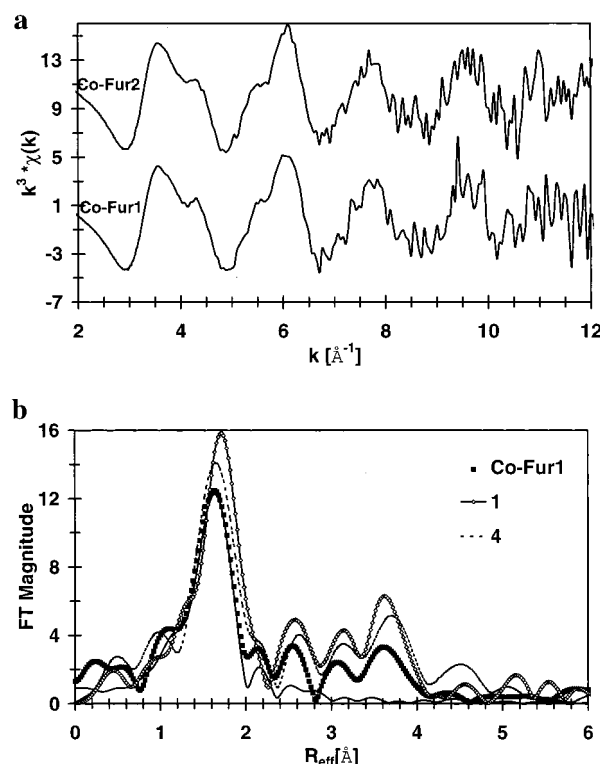 a
13
9
5
1
-3
-7
k³ *χ(k)
Co-Fur2
Co-Fur1
2 4 6 8 10 12
k [Å⁻¹]
b
16
12
8
4
0
FT Magnitude
Co-Fur1
1
4
0 1 2 3 4 5 6
R_eff[Å]